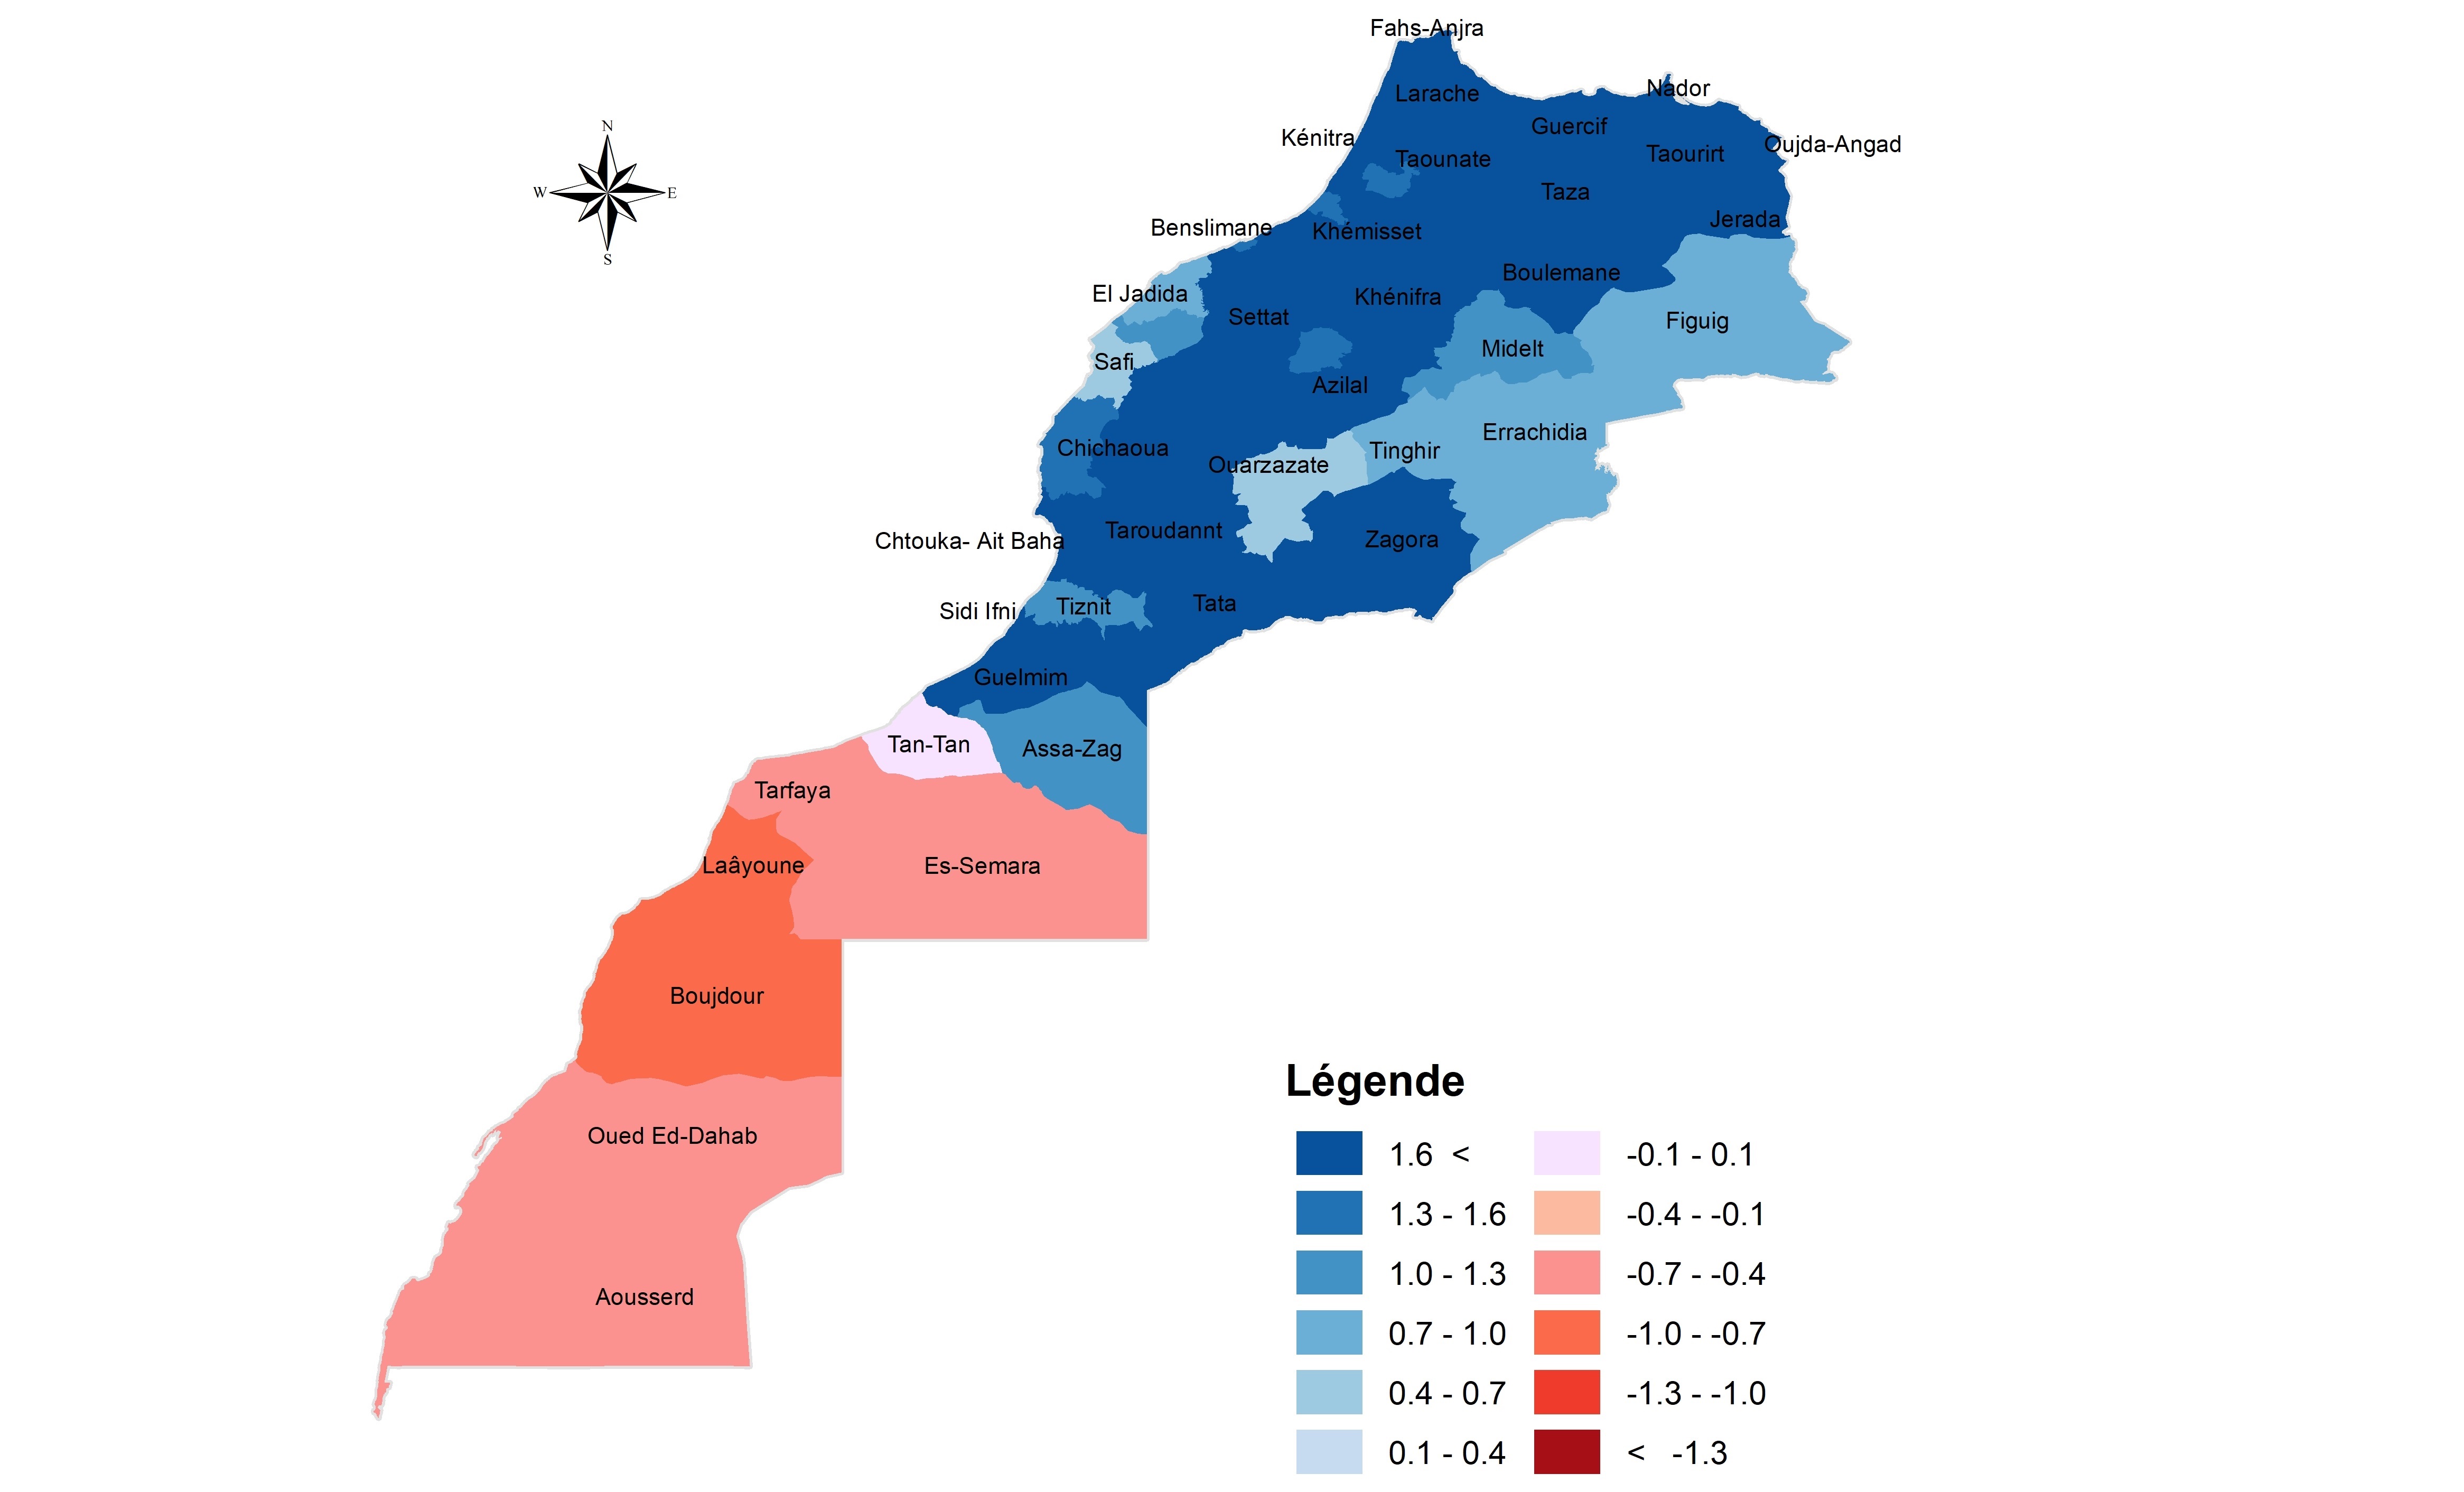 Fahs-Anjra
Nador
Larache
Guercif
Kénitra
Oujda-Angad
Taourirt
Taounate
Taza
Jerada
Benslimane
Khémisset
Boulemane
El Jadida
Khénifra
Settat
Figuig
Midelt
Safi
Azilal
Errachidia
Chichaoua
Tinghir
Ouarzazate
Taroudannt
Zagora
Chtouka- Ait Baha
Tata
Tiznit
Sidi Ifni
Guelmim
Tan-Tan
Assa-Zag
Tarfaya
Laâyoune
Es-Semara
Boujdour
Oued Ed-Dahab
Aousserd
N
W
E
S
Légende
1.6 <
1.3 - 1.6
1.0 - 1.3
0.7 - 1.0
0.4 - 0.7
0.1 - 0.4
-0.1 - 0.1
-0.4 - -0.1
-0.7 - -0.4
-1.0 - -0.7
-1.3 - -1.0
< -1.3